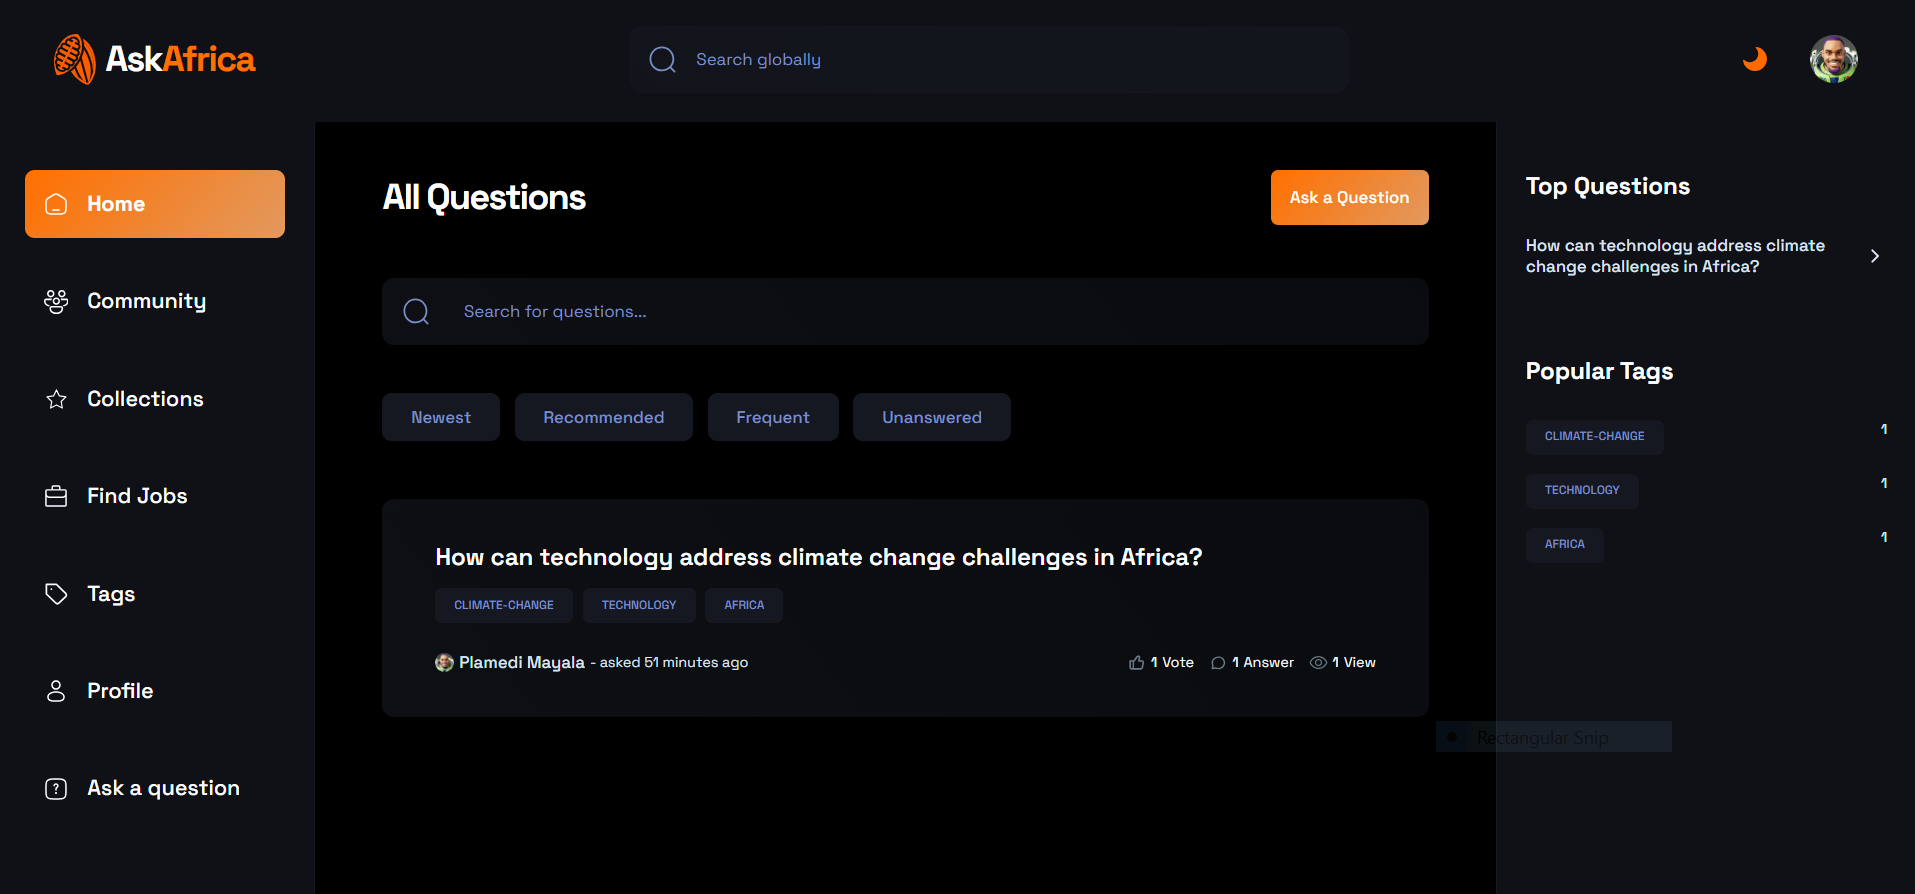 AskAfrica
Search globally
Home
Community
Collections
Find Jobs
Tags
Profile
Ask a question
All Questions
Ask a Question
Search for questions...
Newest
Recommended
Frequent
Unanswered
How can technology address climate change challenges in Africa?
CLIMATE-CHANGE
TECHNOLOGY
AFRICA
Plamedi Mayala - asked 51 minutes ago
1 Vote
1 Answer
1 View
Top Questions
How can technology address climate
change challenges in Africa?
Popular Tags
CLIMATE-CHANGE 1
TECHNOLOGY 1
AFRICA 1
Rectangular Snip